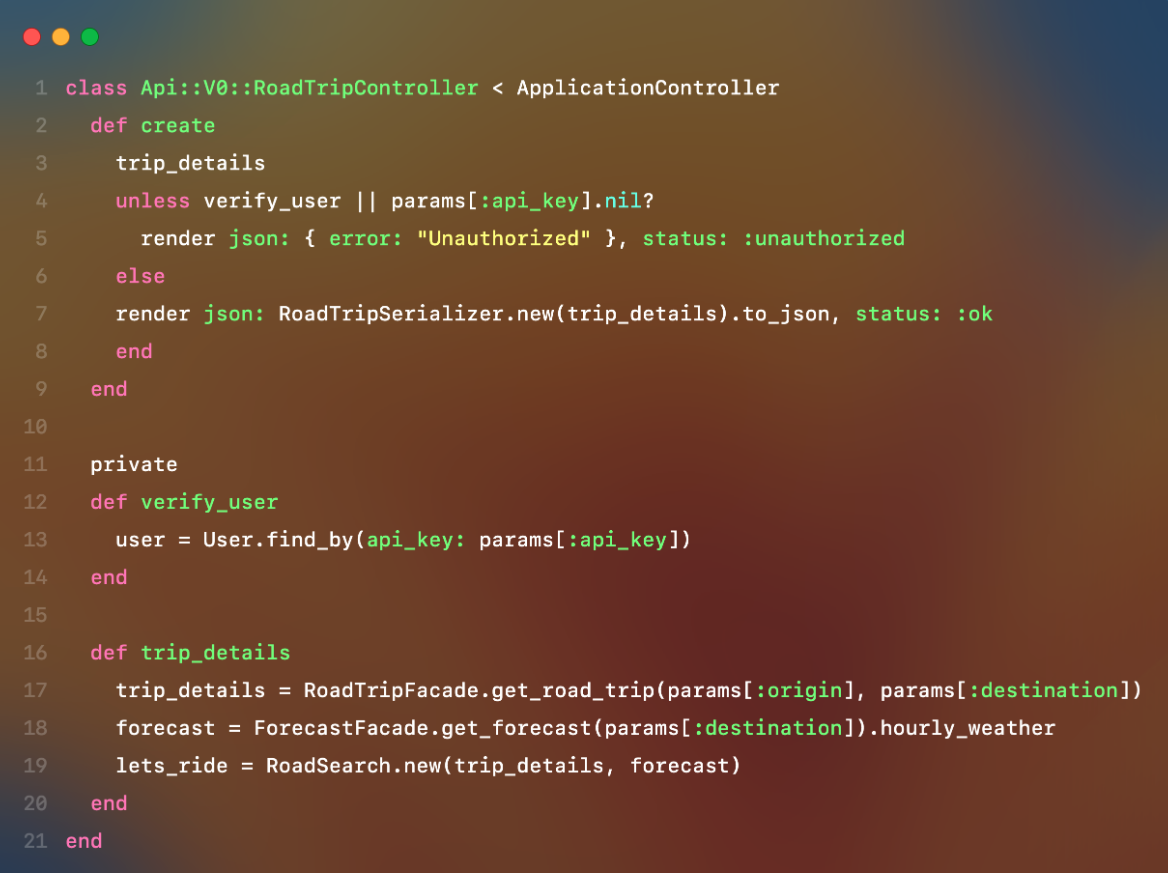 1 class Api::V0::RoadTripController < ApplicationController
2   def create
3     trip_details
4     unless verify_user || params[:api_key].nil?
5       render json: { error: "Unauthorized" }, status: :unauthorized
6     else
7     render json: RoadTripSerializer.new(trip_details).to_json, status: :ok
8     end
9   end
10
11   private
12   def verify_user
13     user = User.find_by(api_key: params[:api_key])
14   end
15
16   def trip_details
17     trip_details = RoadTripFacade.get_road_trip(params[:origin], params[:destination])
18     forecast = ForecastFacade.get_forecast(params[:destination]).hourly_weather
19     lets_ride = RoadSearch.new(trip_details, forecast)
20   end
21 end